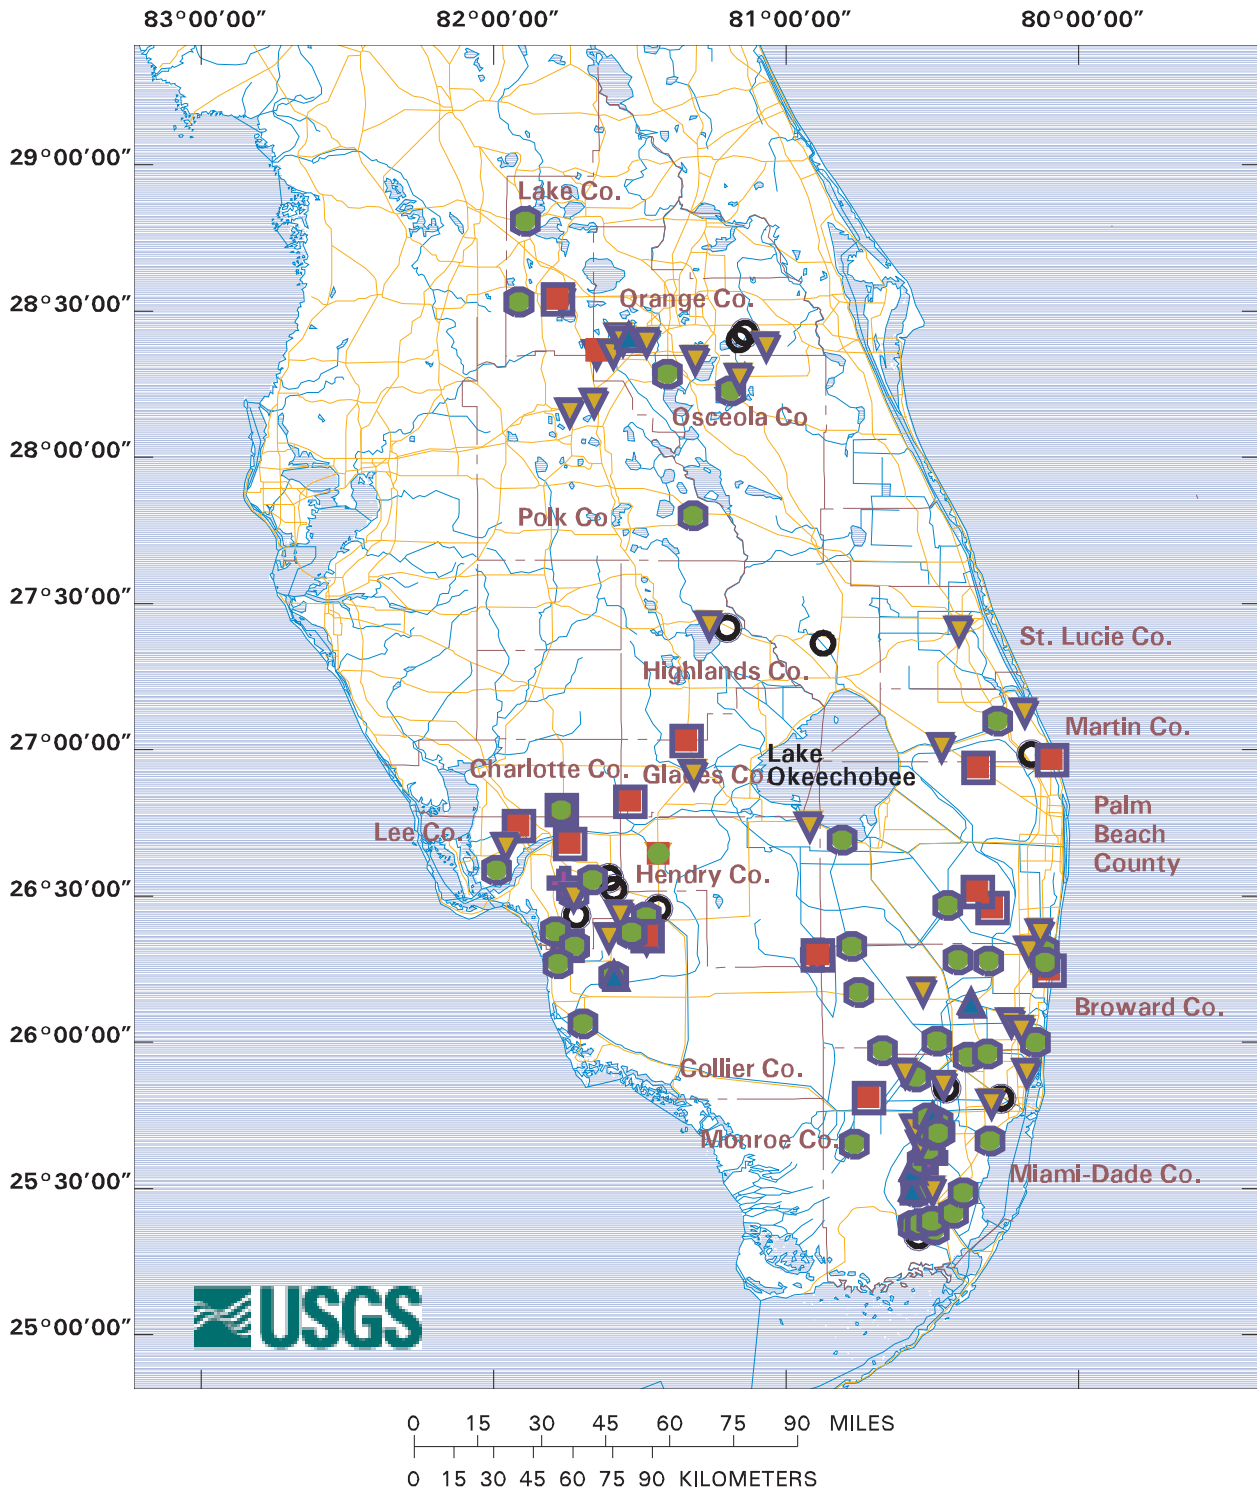 83°00′00″ 82°00′00″ 81°00′00″ 80°00′00″
29°00′00″
Lake Co.
28°30′00″
Orange Co.
Osceola Co
28°00′00″
Polk Co
27°30′00″
St. Lucie Co.
Highlands Co.
Martin Co.
27°00′00″
Lake
Okeechobee
Charlotte Co. Glades Co
Palm
Beach
County
Lee Co.
26°30′00″
Hendry Co.
Broward Co.
26°00′00″
Collier Co.
Monroe Co.
25°30′00″
Miami-Dade Co.
USGS
25°00′00″
0 15 30 45 60 75 90 MILES
0 15 30 45 60 75 90 KILOMETERS